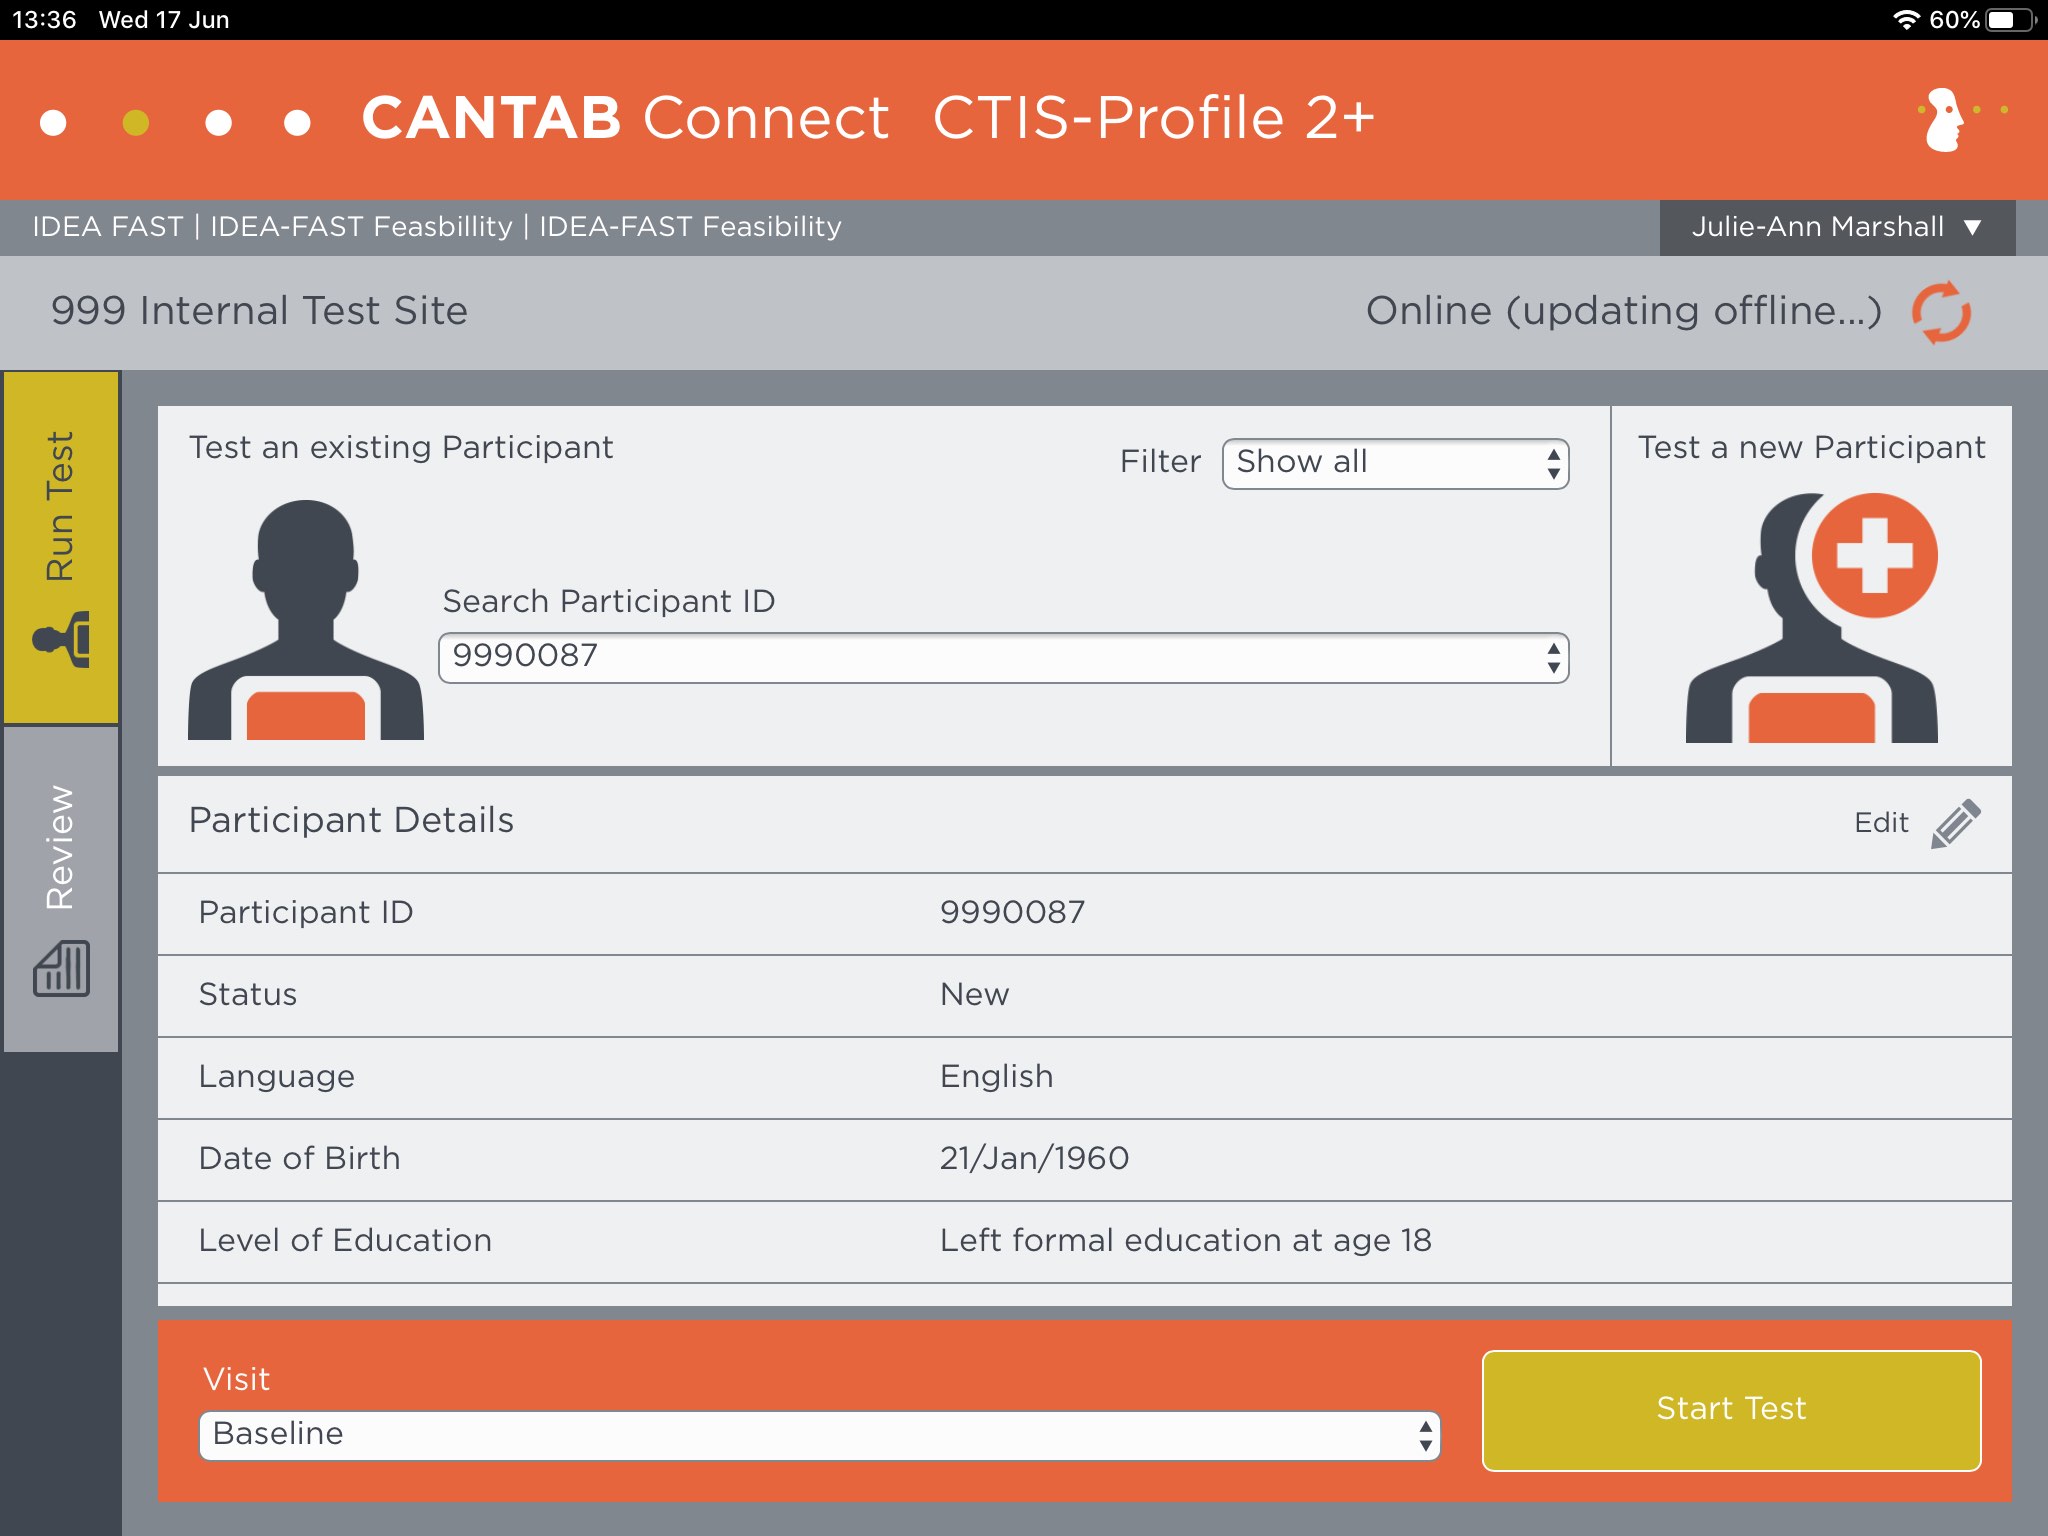 13:36 Wed 17 Jun 60%
CANTAB Connect CTIS-Profile 2+
IDEA FAST | IDEA-FAST Feasbillity | IDEA-FAST Feasibility
Julie-Ann Marshall ▼
999 Internal Test Site
Online (updating offline...)
Run Test
Review
Test an existing Participant
Filter Show all
Search Participant ID
9990087
Test a new Participant
Participant Details
Edit
Participant ID 9990087
Status New
Language English
Date of Birth 21/Jan/1960
Level of Education Left formal education at age 18
Visit
Baseline
Start Test